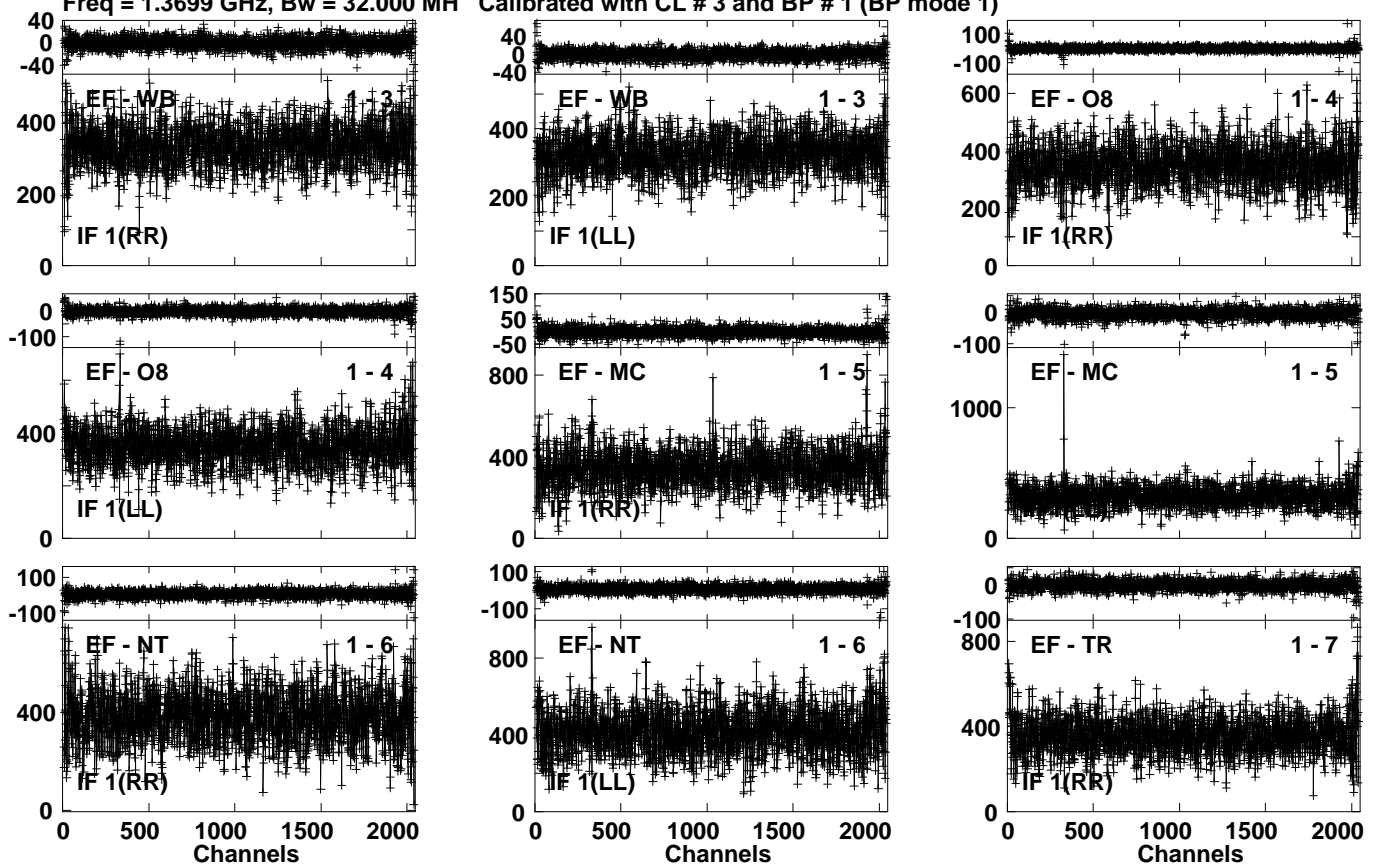 Freq = 1.3699 GHz, Bw = 32.000 MH Calibrated with CL # 3 and BP # 1 (BP mode 1)
40
0
-40
EF - WB 1 - 3
400
200
0
IF 1(RR)
40
0
-40
EF - WB 1 - 3
400
200
0
IF 1(LL)
100
0
-100
EF - O8 1 - 4
600
400
200
0
IF 1(RR)
0
-100
EF - O8 1 - 4
400
0
IF 1(LL)
150
50
-50
EF - MC 1 - 5
800
400
0
IF 1(RR)
0
-100
EF - MC 1 - 5
1000
0
100
0
-100
EF - NT 1 - 6
400
0
IF 1(RR)
100
-100
EF - NT 1 - 6
800
400
0
IF 1(LL)
0
-100
EF - TR 1 - 7
800
400
0
IF 1(RR)
0 500 1000 1500 2000
Channels
0 500 1000 1500 2000
Channels
0 500 1000 1500 2000
Channels